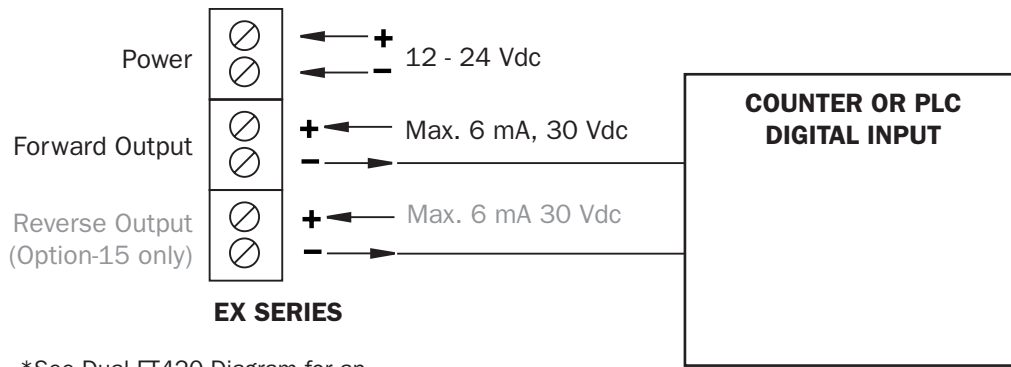 Power
+
–
12 - 24 Vdc
Forward Output
+
–
Max. 6 mA, 30 Vdc
Reverse Output
(Option-15 only)
+
–
Max. 6 mA 30 Vdc
EX SERIES
COUNTER OR PLC
DIGITAL INPUT
*See Dual FT420 Diagram for an